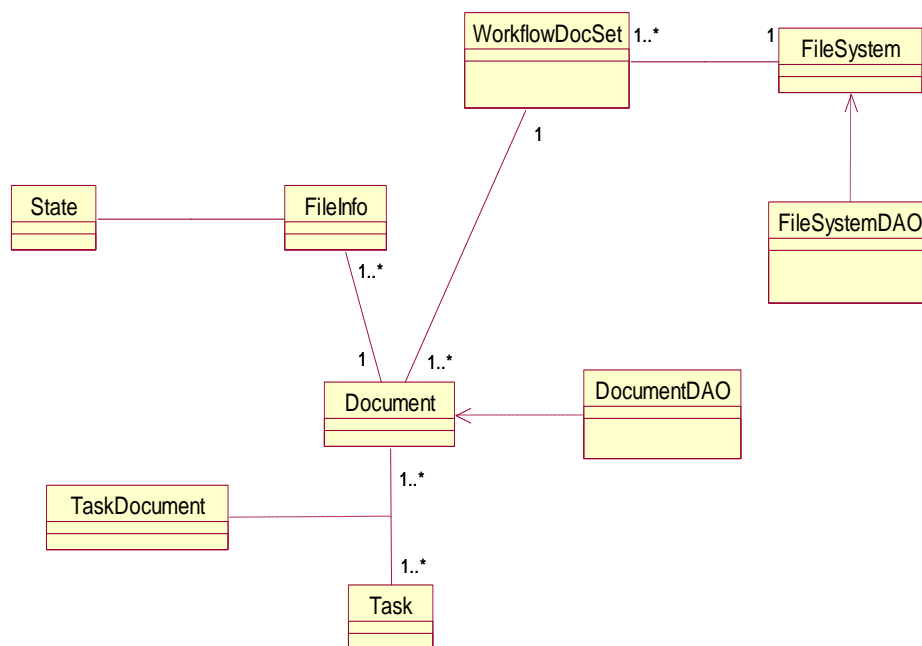 WorkflowDocSet
1..*
1
FileSystem
1
State
FileInfo
FileSystemDAO
1..*
1
1..*
Document
DocumentDAO
1..*
TaskDocument
1..*
Task